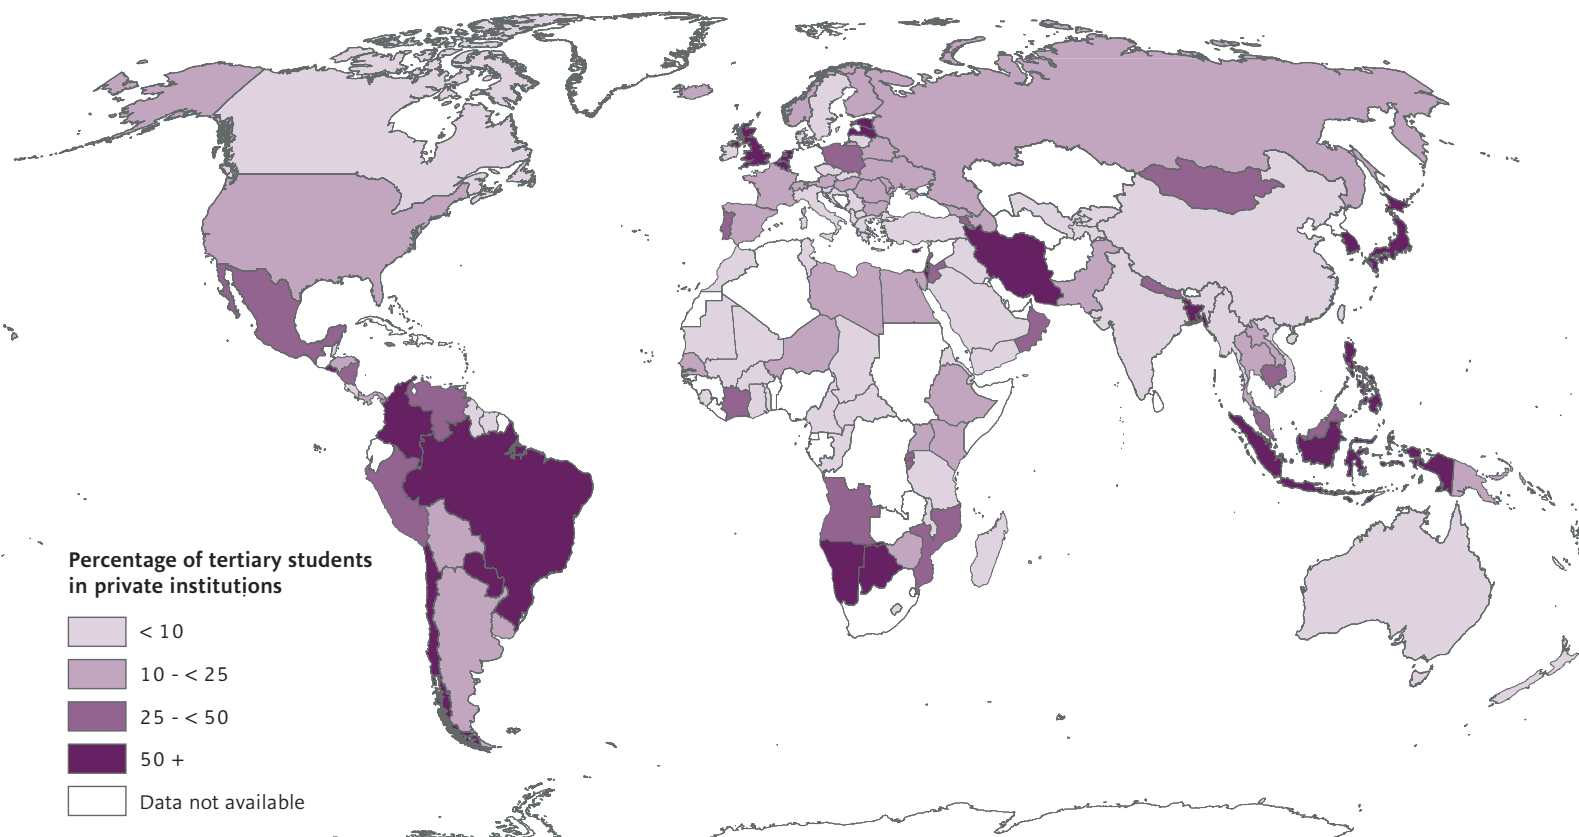 Percentage of tertiary students
in private institutions
< 10
10 - < 25
25 - < 50
50 +
Data not available